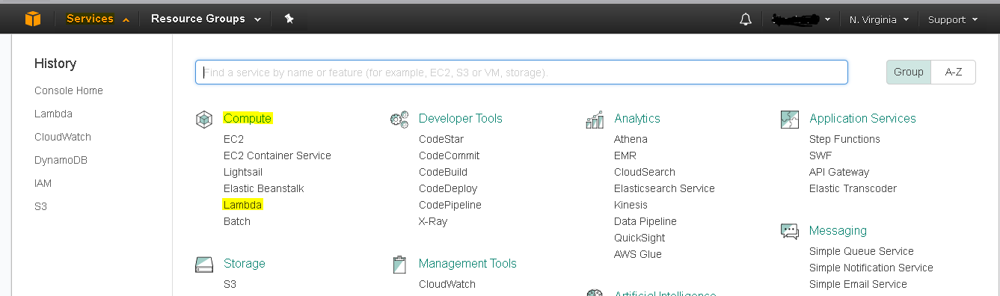 Services Resource Groups N. Virginia Support
History
Console Home
Lambda
CloudWatch
DynamoDB
IAM
S3
Find a service by name or feature (for example, EC2, S3 or VM, storage).
Group A-Z
Compute
EC2
EC2 Container Service
Lightsail
Elastic Beanstalk
Lambda
Batch
Storage
S3
Developer Tools
CodeStar
CodeCommit
CodeBuild
CodeDeploy
CodePipeline
X-Ray
Management Tools
CloudWatch
Analytics
Athena
EMR
CloudSearch
Elasticsearch Service
Kinesis
Data Pipeline
QuickSight
AWS Glue
Artificial Intelligence
Application Services
Step Functions
SWF
API Gateway
Elastic Transcoder
Messaging
Simple Queue Service
Simple Notification Service
Simple Email Service